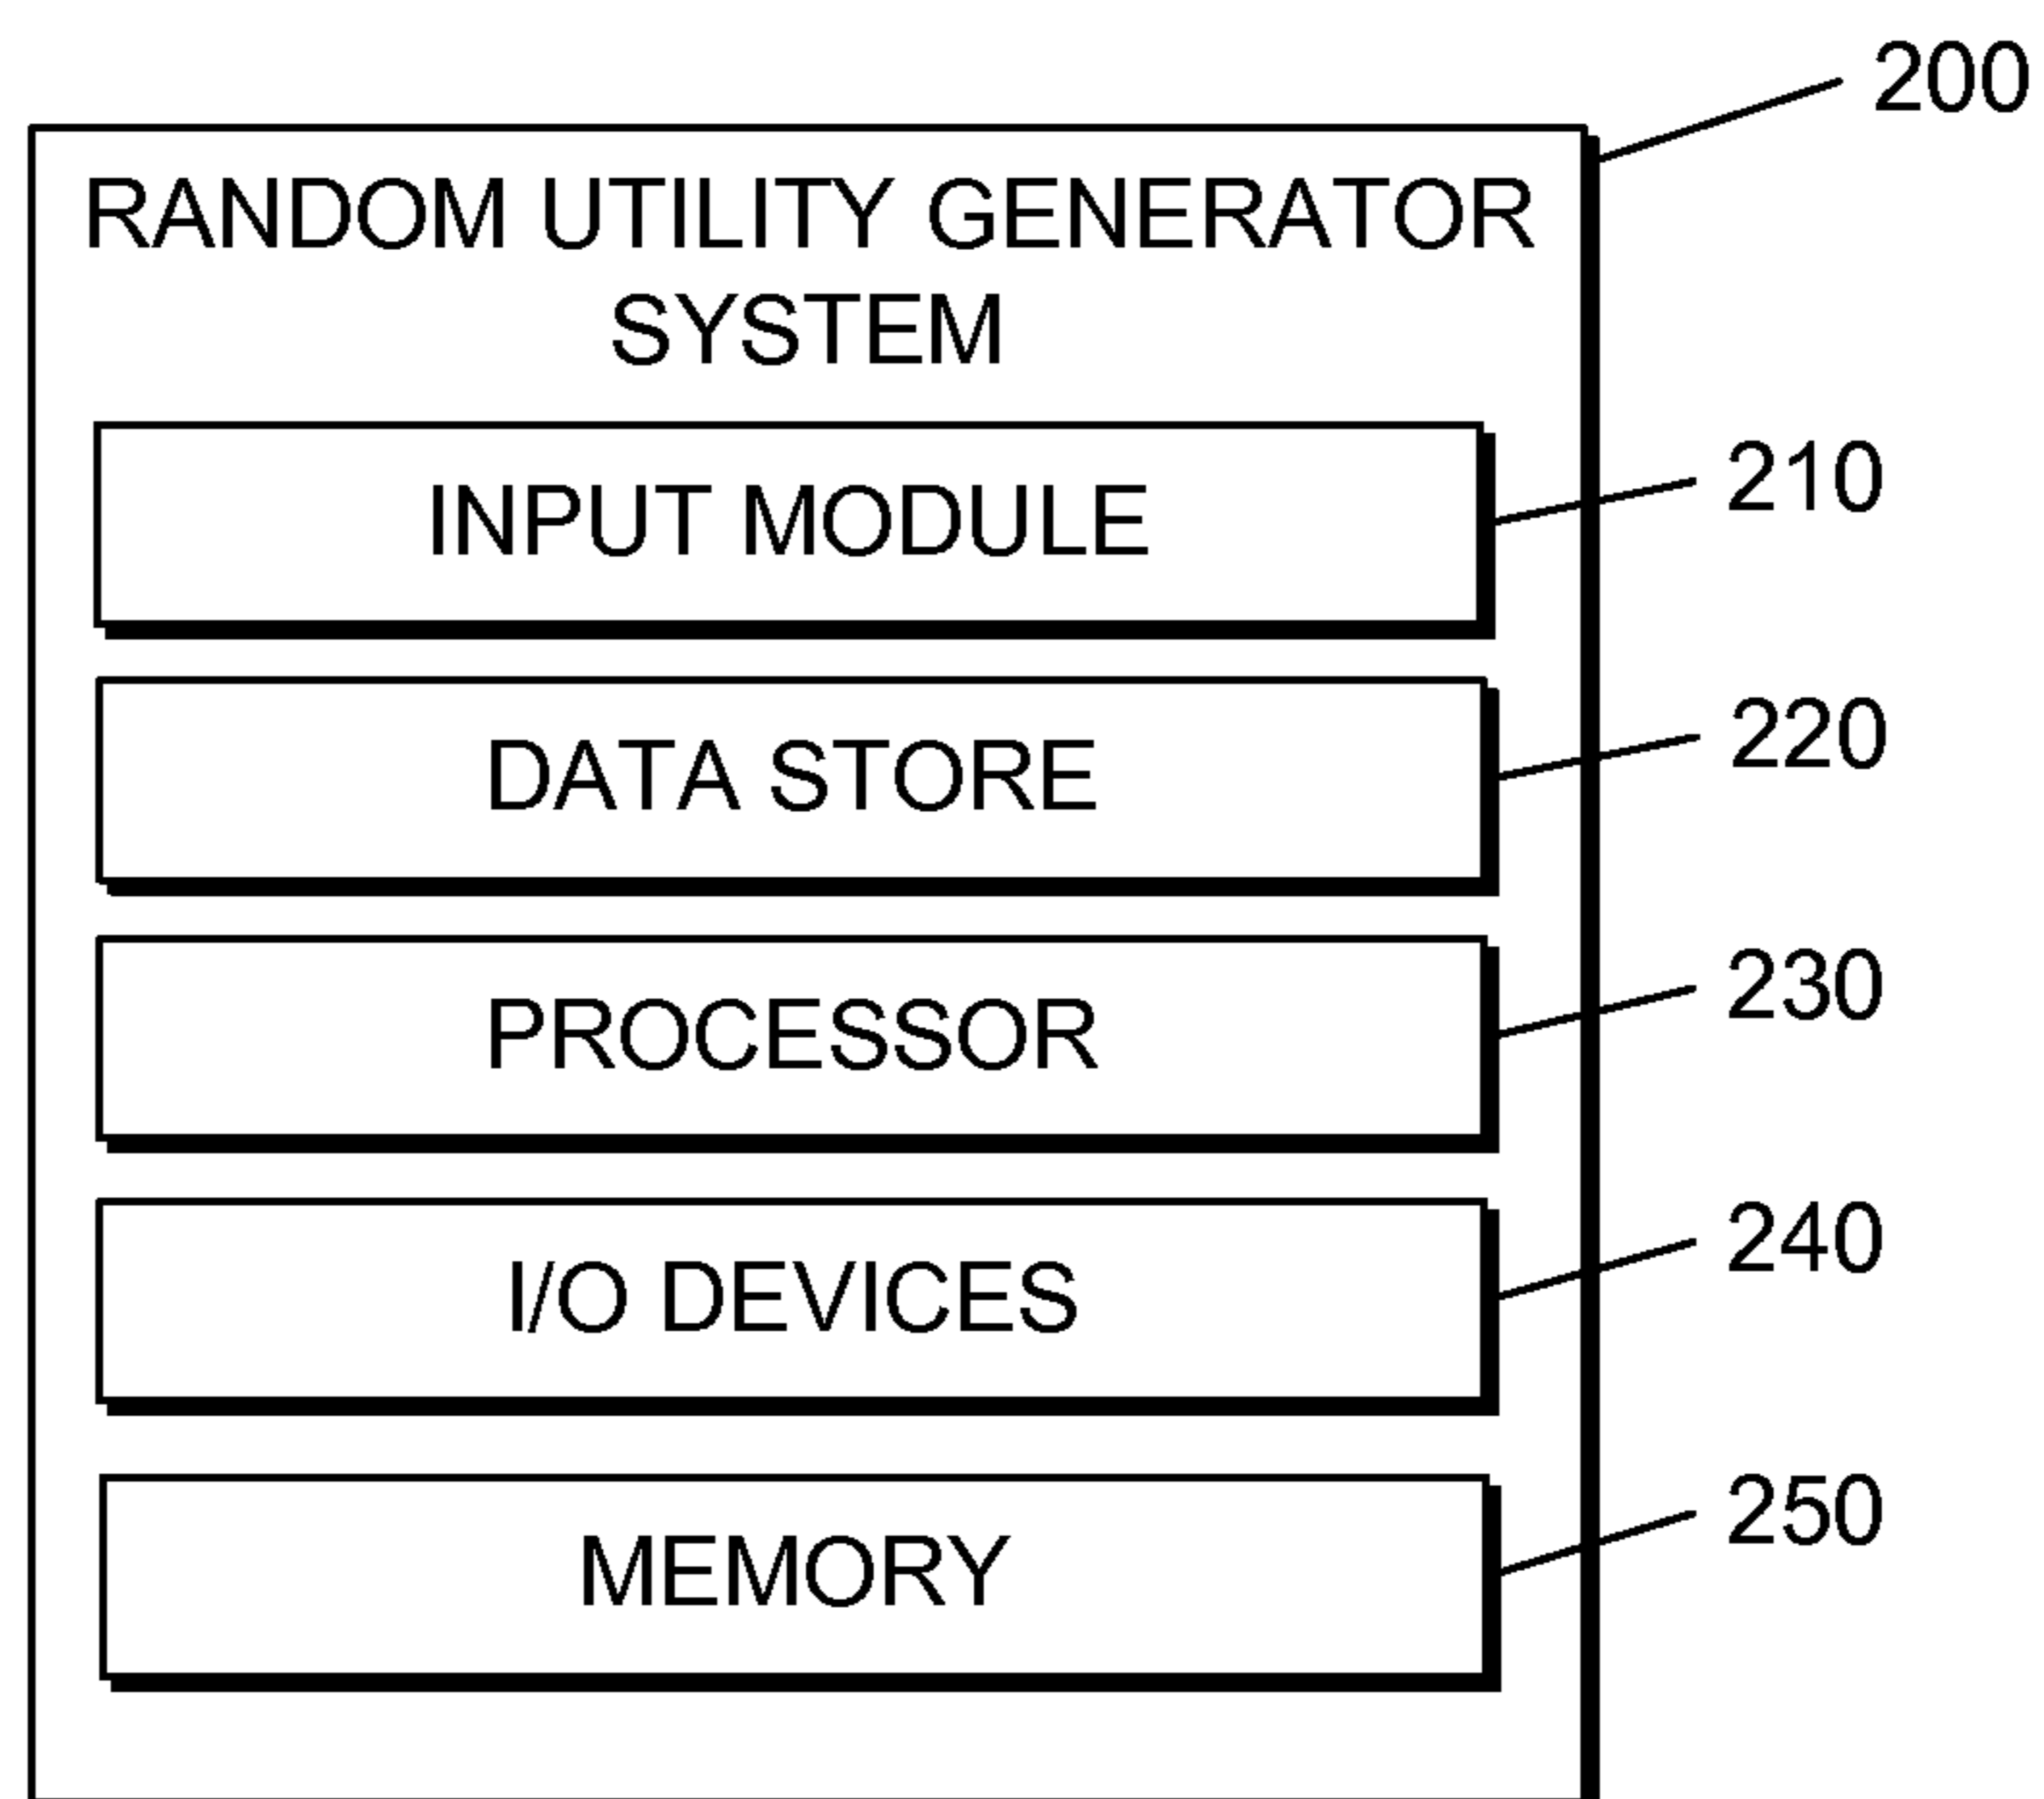 200
RANDOM UTILITY GENERATOR
SYSTEM
INPUT MODULE
210
DATA STORE
220
PROCESSOR
230
I/O DEVICES
240
MEMORY
250